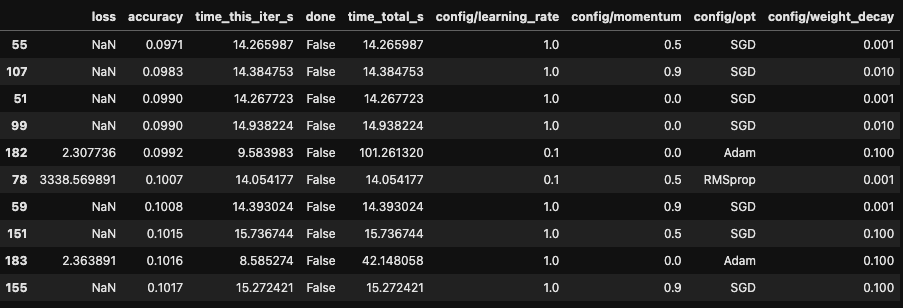 loss accuracy time_this_iter_s done time_total_s config/learning_rate config/momentum config/opt config/weight_decay
55 NaN 0.0971 14.265987 False 14.265987 1.0 0.5 SGD 0.001
107 NaN 0.0983 14.384753 False 14.384753 1.0 0.9 SGD 0.010
51 NaN 0.0990 14.267723 False 14.267723 1.0 0.0 SGD 0.001
99 NaN 0.0990 14.938224 False 14.938224 1.0 0.0 SGD 0.010
182 2.307736 0.0992 9.583983 False 101.261320 0.1 0.0 Adam 0.100
78 3338.569891 0.1007 14.054177 False 14.054177 0.1 0.5 RMSprop 0.001
59 NaN 0.1008 14.393024 False 14.393024 1.0 0.9 SGD 0.001
151 NaN 0.1015 15.736744 False 15.736744 1.0 0.5 SGD 0.100
183 2.363891 0.1016 8.585274 False 42.148058 1.0 0.0 Adam 0.100
155 NaN 0.1017 15.272421 False 15.272421 1.0 0.9 SGD 0.100